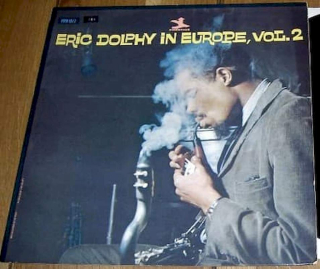 ERIC DOLPHY IN EUROPE, VOL. 2